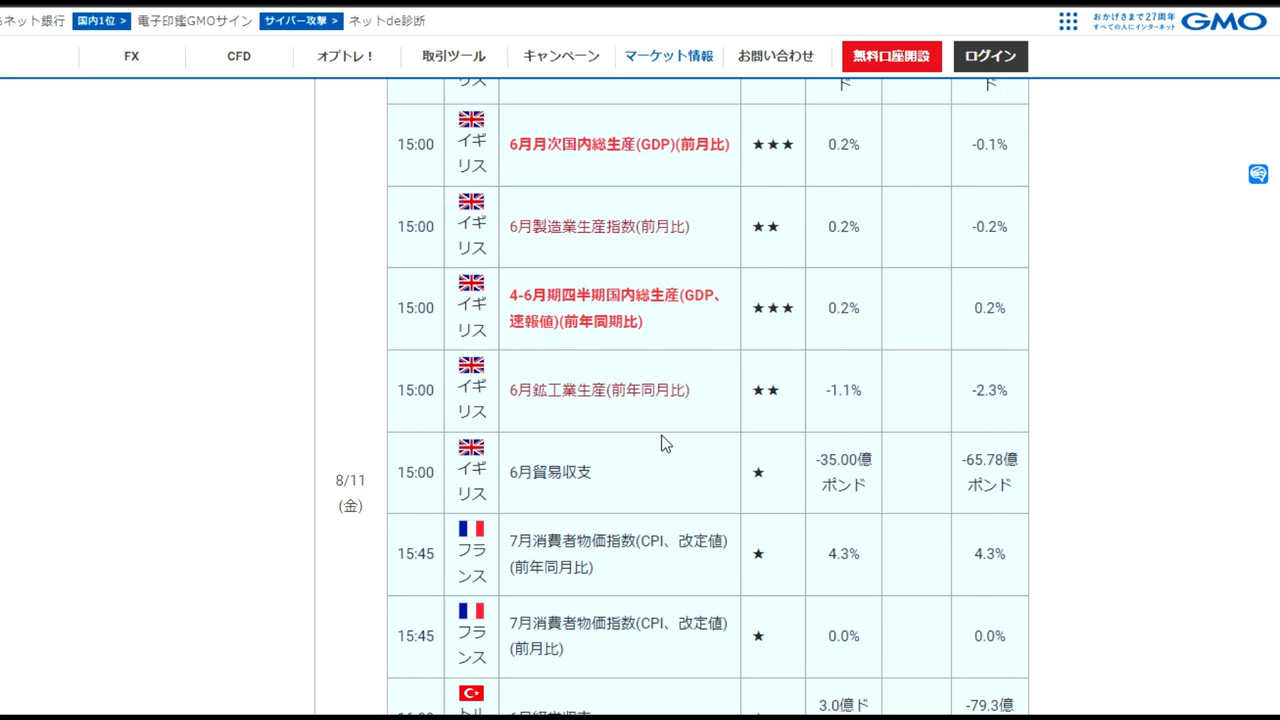 ネット銀行 国内1位 > 電子印鑑GMOサイン サイバー攻撃 > ネットde診断
おかげさまで27周年
すべての人にインターネット
GMO
FX CFD オプトレ！ 取引ツール キャンペーン マーケット情報 お問い合わせ 無料口座開設 ログイン
リス ド ド
15:00 イギリス 6月月次国内総生産(GDP)(前月比) ★★★ 0.2% -0.1%
15:00 イギリス 6月製造業生産指数(前月比) ★★ 0.2% -0.2%
15:00 イギリス 4-6月期四半期国内総生産(GDP、
速報値)(前年同期比) ★★★ 0.2% 0.2%
15:00 イギリス 6月鉱工業生産(前年同月比) ★★ -1.1% -2.3%
8/11
(金)
15:00 イギリス 6月貿易収支 ★ -35.00億
ポンド -65.78億
ポンド
15:45 フランス 7月消費者物価指数(CPI、改定値)
(前年同月比) ★ 4.3% 4.3%
15:45 フランス 7月消費者物価指数(CPI、改定値)
(前月比) ★ 0.0% 0.0%
トル 6月経常収支 3.0億ド -79.3億